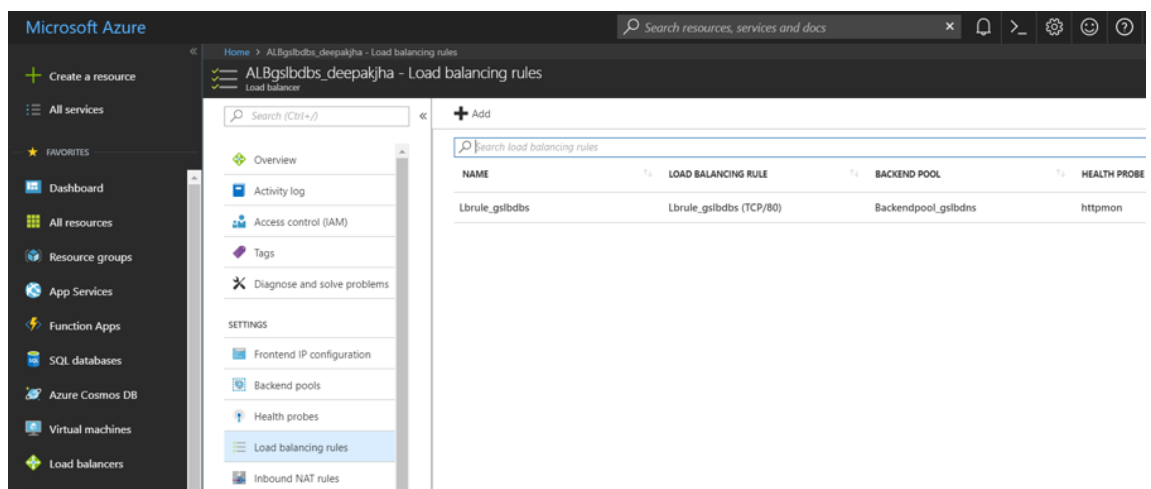 Microsoft Azure
Search resources, services and docs
Home > ALBgslbdbs_deepakjha - Load balancing rules
ALBgslbdbs_deepakjha - Load balancing rules
Load balancer
Create a resource
All services
FAVORITES
Dashboard
All resources
Resource groups
App Services
Function Apps
SQL databases
Azure Cosmos DB
Virtual machines
Load balancers
Search (Ctrl+/)
Overview
Activity log
Access control (IAM)
Tags
Diagnose and solve problems
SETTINGS
Frontend IP configuration
Backend pools
Health probes
Load balancing rules
Inbound NAT rules
Add
Search load balancing rules
NAME LOAD BALANCING RULE BACKEND POOL HEALTH PROBE
Lbrule_gslbdbs Lbrule_gslbdbs (TCP/80) Backendpool_gslbdns httpmon